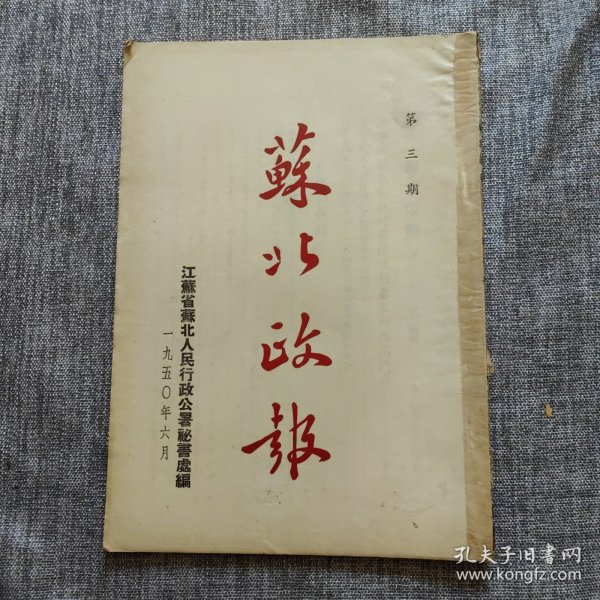 第三期
蘇北政報
江蘇省蘇北人民行政公署祕書處編
一九五〇年六月
孔夫子旧书网
www.kongfz.com